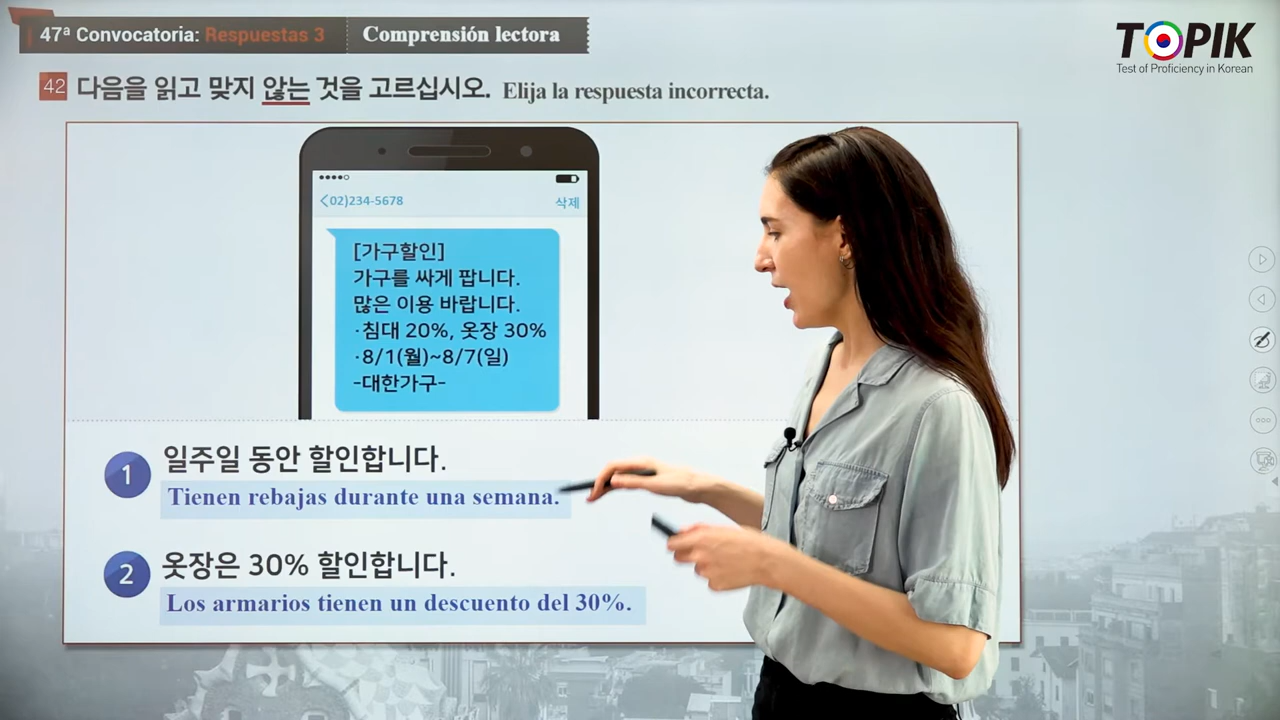 47ª Convocatoria: Respuestas 3 Comprensión lectora
TOPIK
Test of Proficiency in Korean
42 다음을 읽고 맞지 않는 것을 고르십시오. Elija la respuesta incorrecta.
02)234-5678 삭제
[가구할인]
가구를 싸게 팝니다.
많은 이용 바랍니다.
·침대 20%, 옷장 30%
·8/1(월)~8/7(일)
-대한가구-
1 일주일 동안 할인합니다.
Tienen rebajas durante una semana.
2 옷장은 30% 할인합니다.
Los armarios tienen un descuento del 30%.